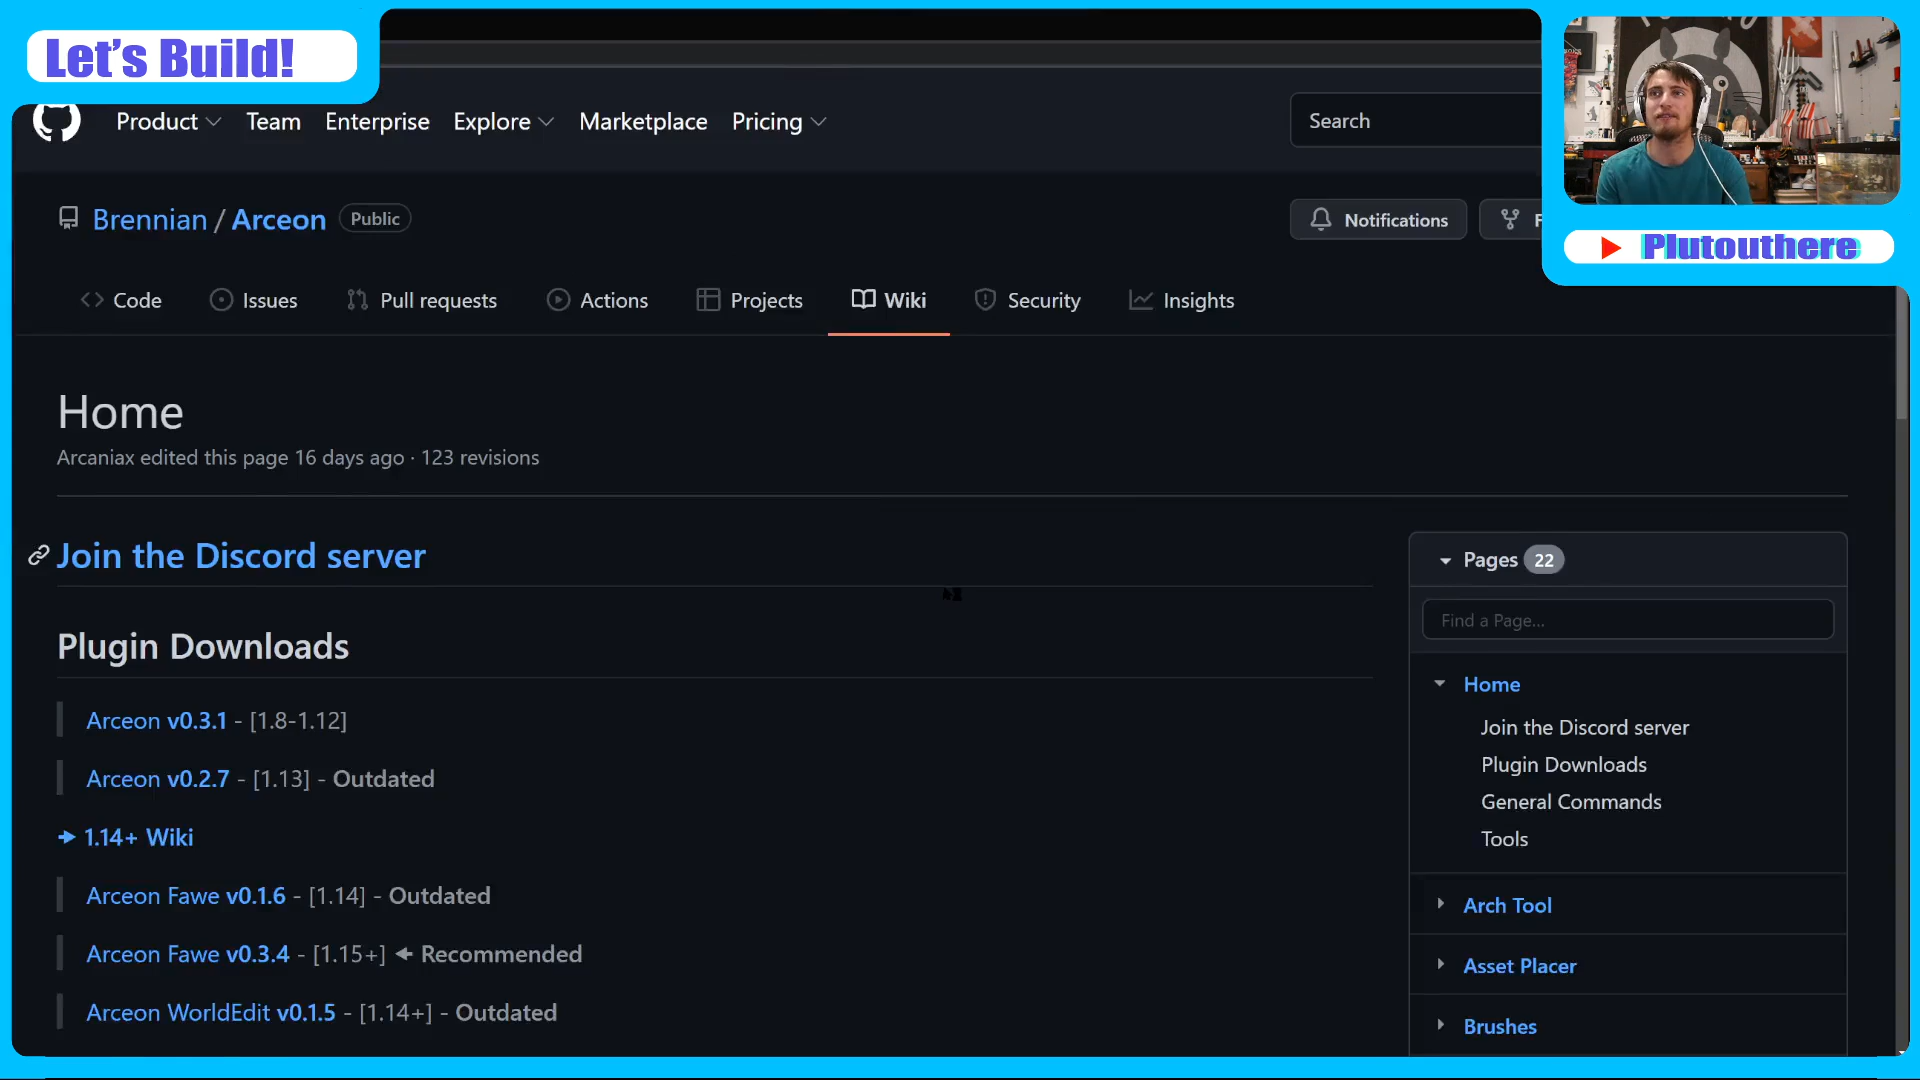 Let's Build!
Product Team Enterprise Explore Marketplace Pricing
Search
Brennian / Arceon Public
Notifications
F
Plutouthere
Code Issues Pull requests Actions Projects Wiki Security Insights
Home
Arcaniax edited this page 16 days ago · 123 revisions
Join the Discord server
Plugin Downloads
Arceon v0.3.1 - [1.8-1.12]
Arceon v0.2.7 - [1.13] - Outdated
1.14+ Wiki
Arceon Fawe v0.1.6 - [1.14] - Outdated
Arceon Fawe v0.3.4 - [1.15+] 🡄 Recommended
Arceon WorldEdit v0.1.5 - [1.14+] - Outdated
Pages 22
Find a Page...
Home
Join the Discord server
Plugin Downloads
General Commands
Tools
Arch Tool
Asset Placer
Brushes